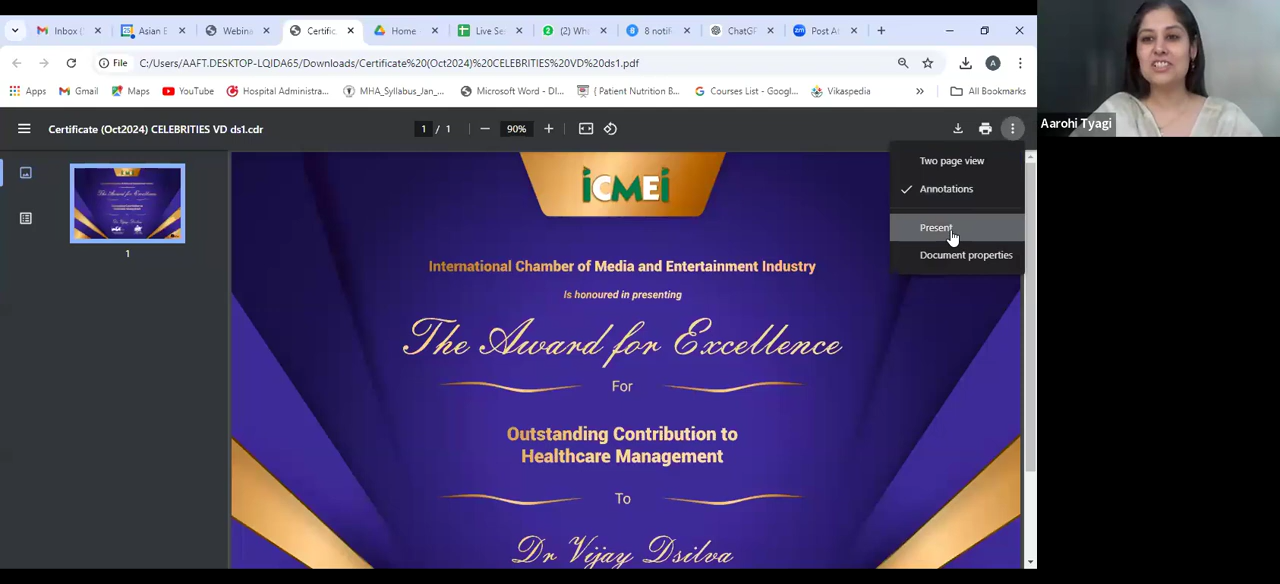 Inbox (
Asian E
Webina
Certific
Home
Live Se
(2) Wh
8 notif
ChatGF
Post A
File
C:/Users/AAFT.DESKTOP-LQIDA65/Downloads/Certificate%20(Oct2024)%20CELEBRITIES%20VD%20ds1.pdf
A
Apps
Gmail
Maps
YouTube
Hospital Administra...
MHA_Syllabus_Jan_...
Microsoft Word - DI...
( Patient Nutrition B...
Courses List - Googl...
Vikaspedia
»
All Bookmarks
Certificate (Oct2024) CELEBRITIES VD ds1.cdr
1 / 1
90%
Two page view
Annotations
Present
Document properties
1
iCMEi
International Chamber of Media and Entertainment Industry
Is honoured in presenting
The Award for Excellence
For
Outstanding Contribution to
Healthcare Management
To
Dr Vijay Dsilva
Aarohi Tyagi